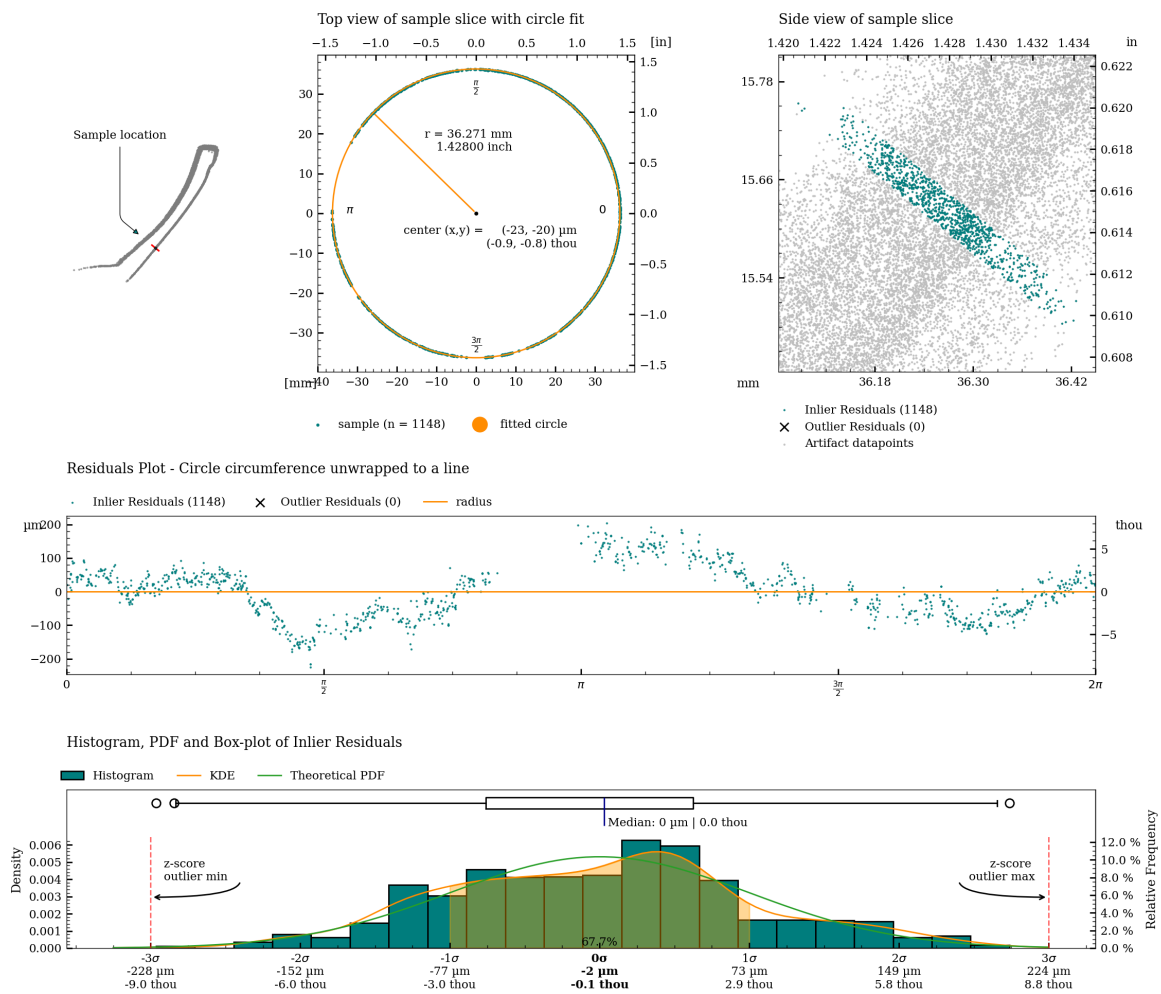 Top view of sample slice with circle fit
−1.5 −1.0 −0.5 0.0 0.5 1.0 1.5 [in]
Sample location
30
20
10
0
−10
−20
−30
1.5
1.0
0.5
0.0
−0.5
−1.0
−1.5
π/2
r = 36.271 mm
1.42800 inch
π
0
center (x,y) = (-23, -20) µm
(-0.9, -0.8) thou
3π/2
[mm]
−40 −30 −20 −10 0 10 20 30
sample (n = 1148)
fitted circle
Side view of sample slice
1.420 1.422 1.424 1.426 1.428 1.430 1.432 1.434 in
15.78
15.66
15.54
0.622
0.620
0.618
0.616
0.614
0.612
0.610
0.608
mm 36.18 36.30 36.42
Inlier Residuals (1148)
Outlier Residuals (0)
Artifact datapoints
Residuals Plot - Circle circumference unwrapped to a line
Inlier Residuals (1148) Outlier Residuals (0) radius
µm
200
100
0
−100
−200
thou
5
0
−5
0 π/2 π 3π/2 2π
Histogram, PDF and Box-plot of Inlier Residuals
Histogram KDE Theoretical PDF
Median: 0 µm | 0.0 thou
Density
0.006
0.005
0.004
0.003
0.002
0.001
0.000
z-score
outlier min
z-score
outlier max
67.7%
12.0 %
10.0 %
8.0 %
6.0 %
4.0 %
2.0 %
0.0 %
Relative Frequency
-3σ -2σ -1σ 0σ 1σ 2σ 3σ
-228 µm -152 µm -77 µm -2 µm 73 µm 149 µm 224 µm
-9.0 thou -6.0 thou -3.0 thou -0.1 thou 2.9 thou 5.8 thou 8.8 thou